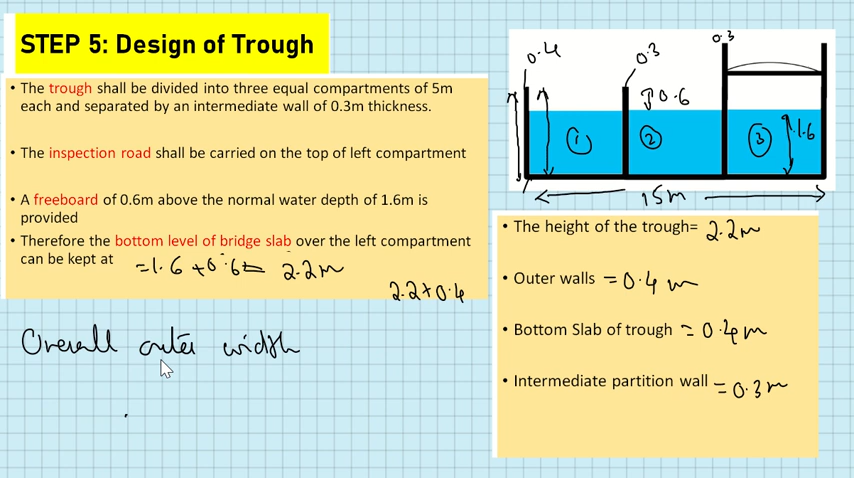 STEP 5: Design of Trough
• The trough shall be divided into three equal compartments of 5m
each and separated by an intermediate wall of 0.3m thickness.
• The inspection road shall be carried on the top of left compartment
• A freeboard of 0.6m above the normal water depth of 1.6m is
provided
• Therefore the bottom level of bridge slab over the left compartment
can be kept at =1.6+0.6= 2.2m
2.2+0.4
Overall outer width
0.4
0.3
0.3
0.6
1
2
3
1.6
15m
• The height of the trough= 2.2m
• Outer walls =0.4m
• Bottom Slab of trough =0.4m
• Intermediate partition wall =0.3m